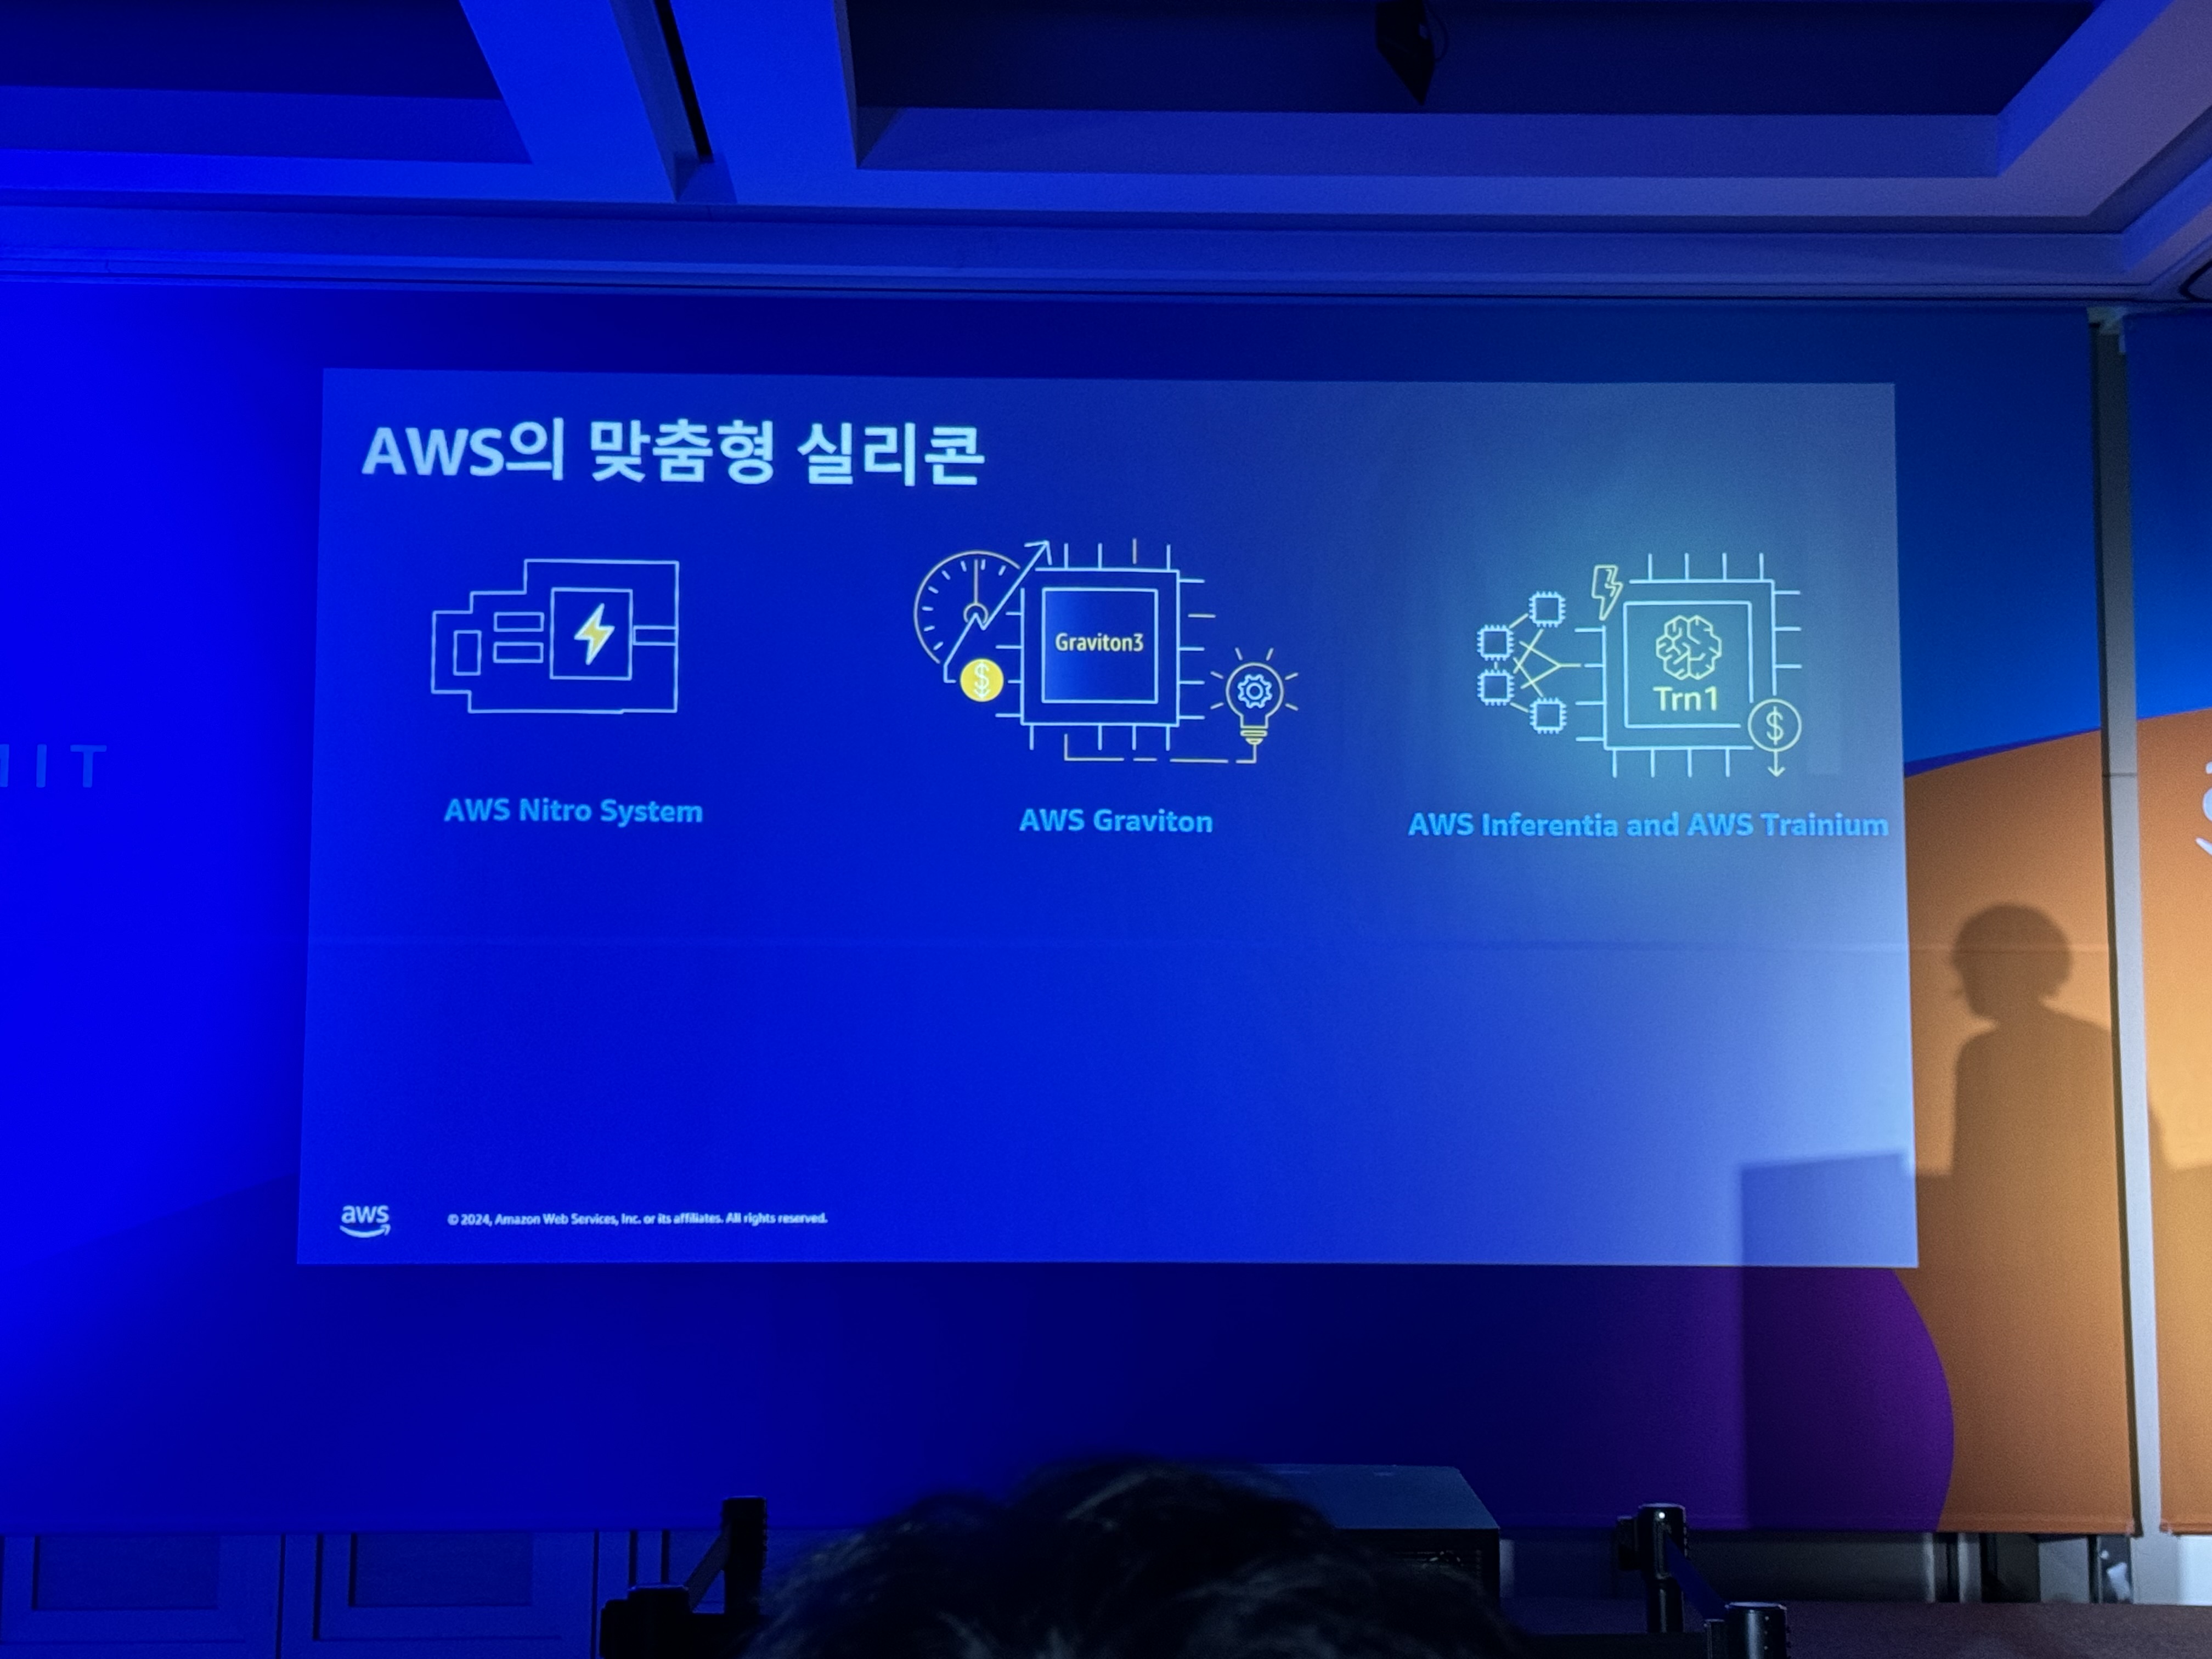 AWS의 맞춤형 실리콘
Graviton3
Trn1
AWS Nitro System
AWS Graviton
AWS Inferentia and AWS Trainium
aws
© 2024, Amazon Web Services, Inc. or its affiliates. All rights reserved.